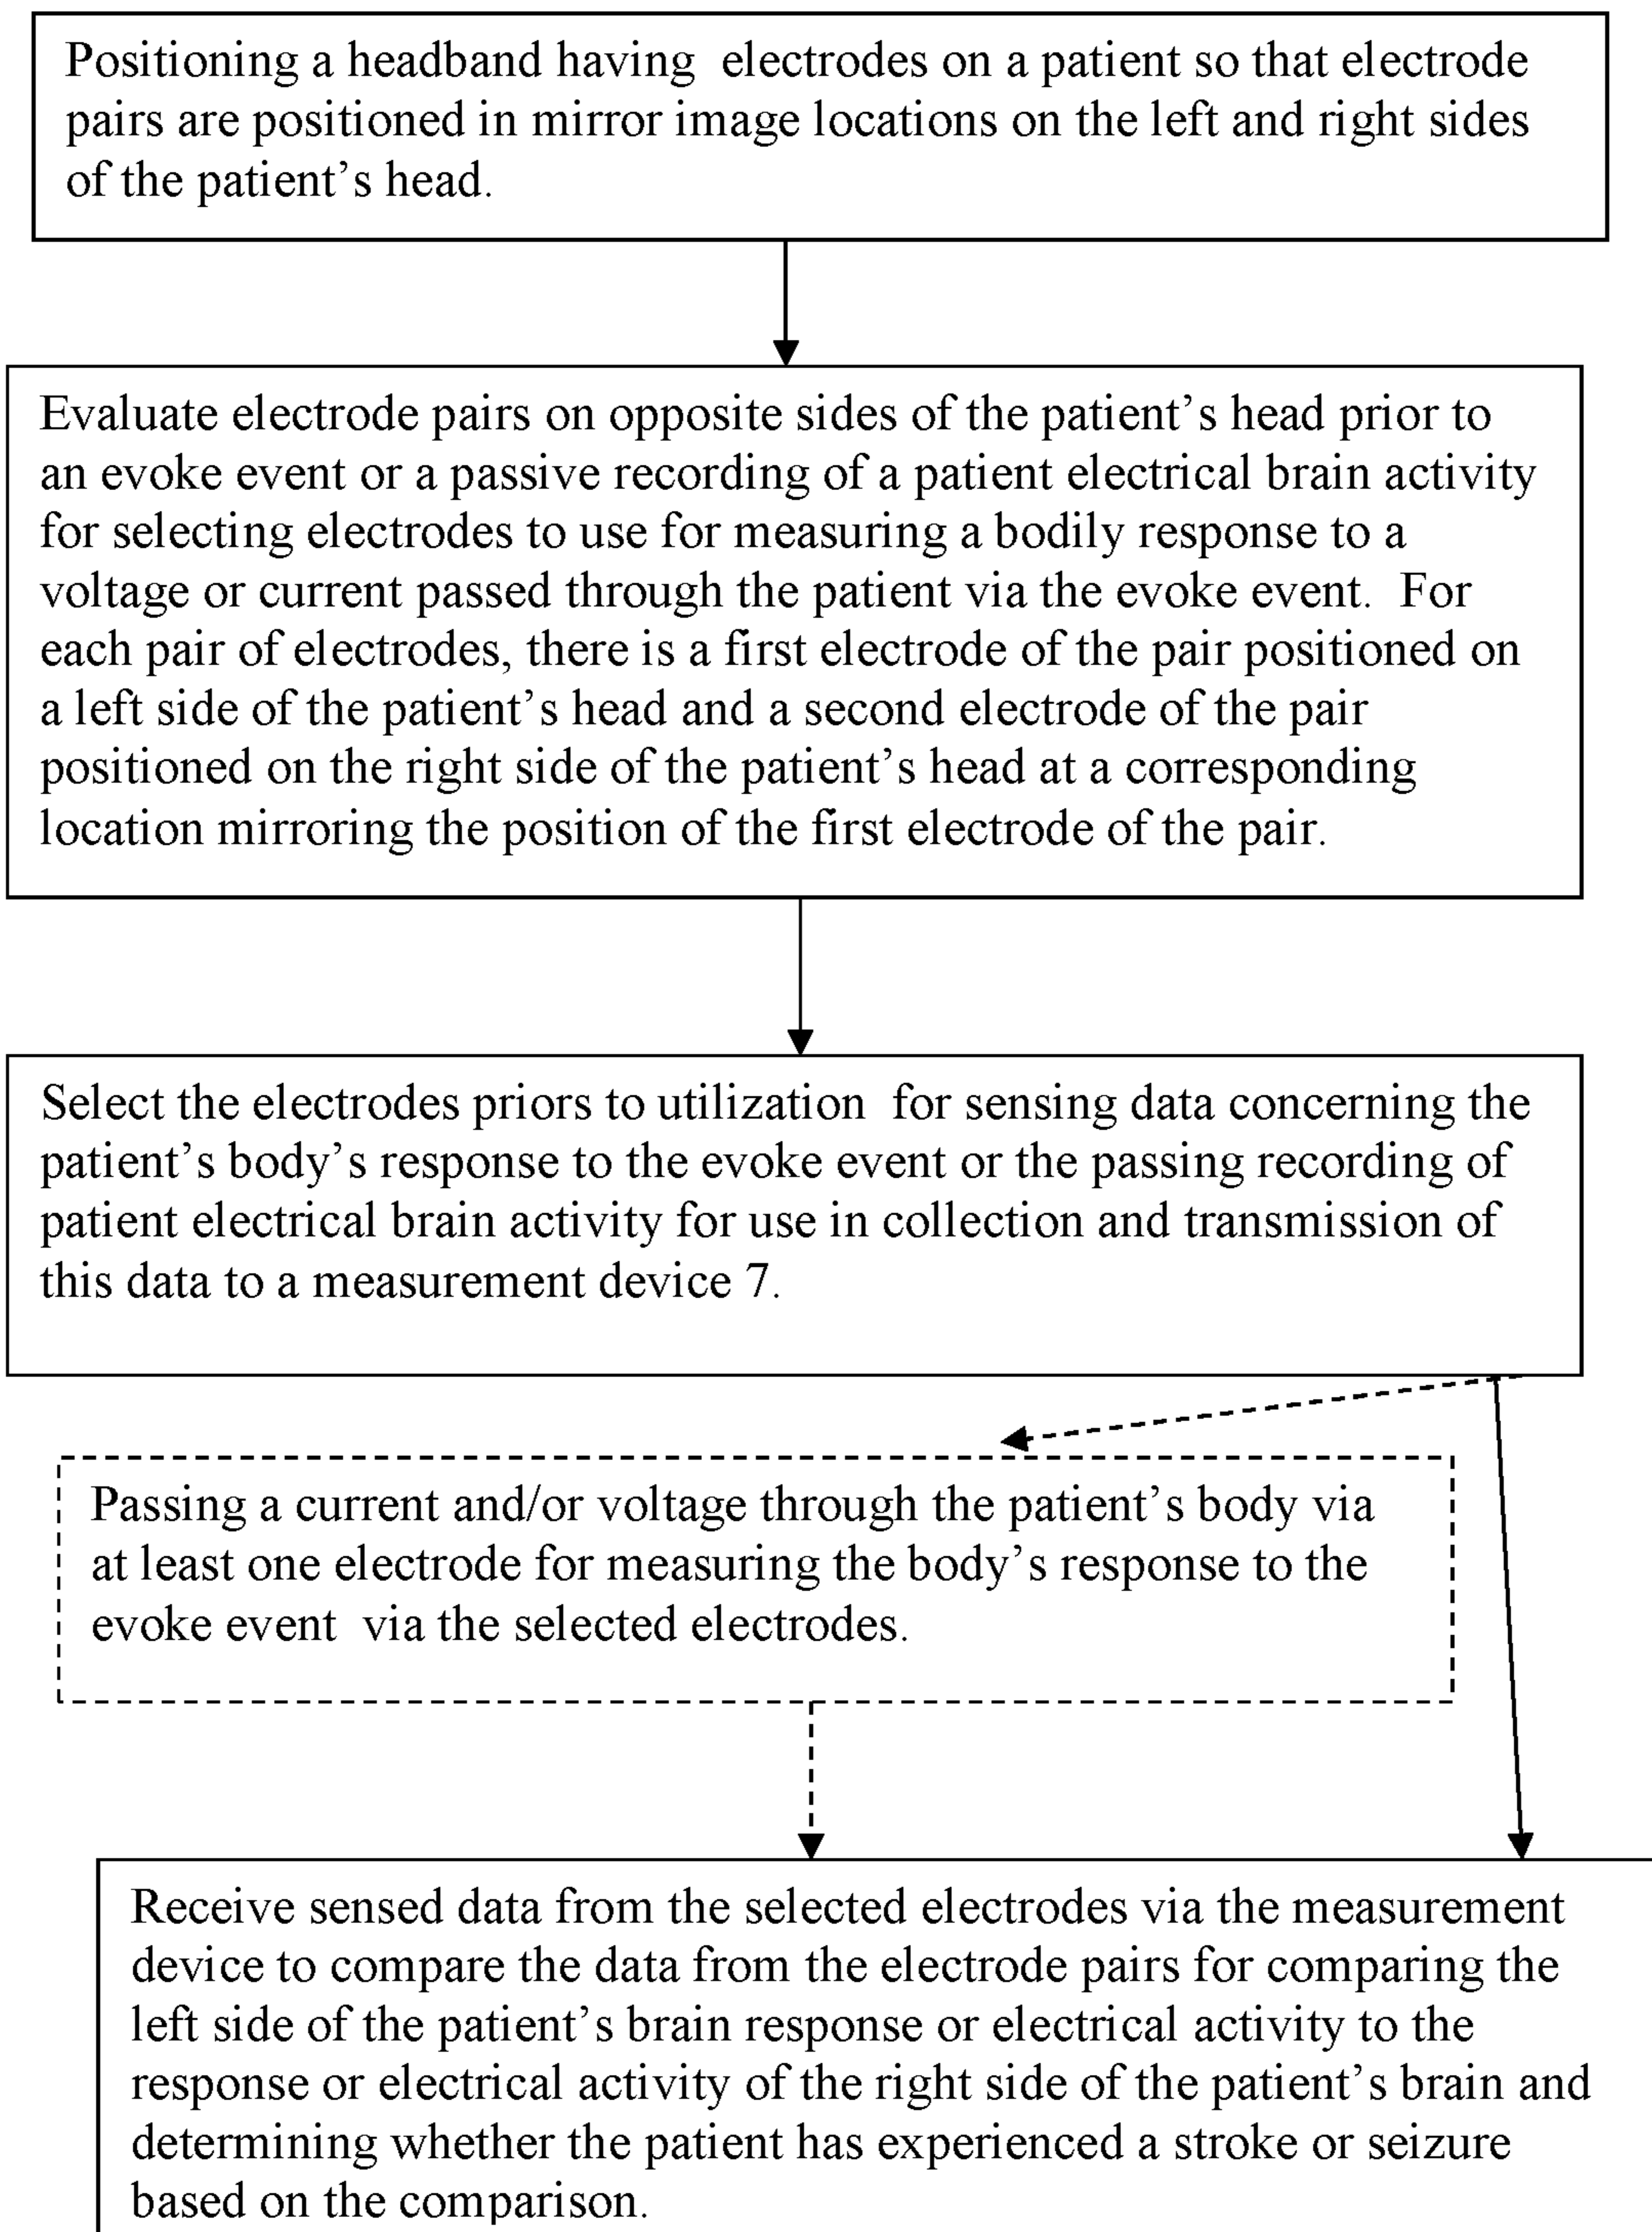 Positioning a headband having  electrodes on a patient so that electrode
pairs are positioned in mirror image locations on the left and right sides
of the patient’s head.
Evaluate electrode pairs on opposite sides of the patient’s head prior to
an evoke event or a passive recording of a patient electrical brain activity
for selecting electrodes to use for measuring a bodily response to a
voltage or current passed through the patient via the evoke event.  For
each pair of electrodes, there is a first electrode of the pair positioned on
a left side of the patient’s head and a second electrode of the pair
positioned on the right side of the patient’s head at a corresponding
location mirroring the position of the first electrode of the pair.
Select the electrodes priors to utilization  for sensing data concerning the
patient’s body’s response to the evoke event or the passing recording of
patient electrical brain activity for use in collection and transmission of
this data to a measurement device 7.
Passing a current and/or voltage through the patient’s body via
at least one electrode for measuring the body’s response to the
evoke event  via the selected electrodes.
Receive sensed data from the selected electrodes via the measurement
device to compare the data from the electrode pairs for comparing the
left side of the patient’s brain response or electrical activity to the
response or electrical activity of the right side of the patient’s brain and
determining whether the patient has experienced a stroke or seizure
based on the comparison.